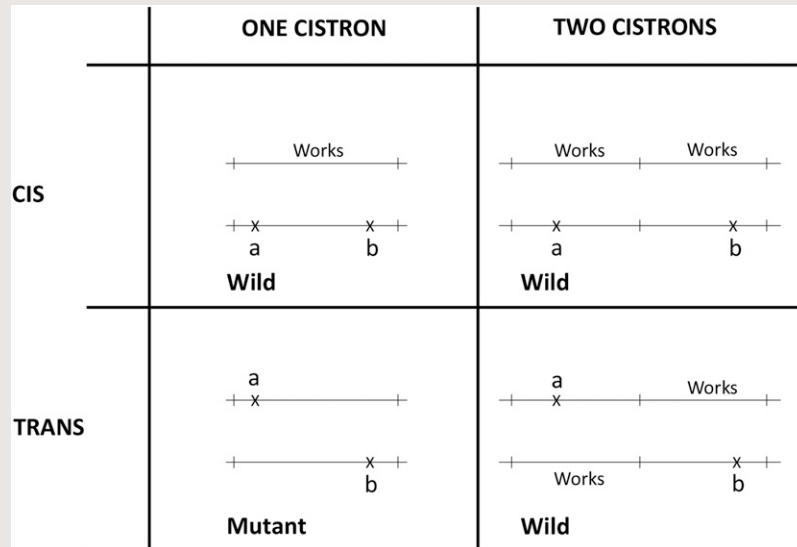 ONE CISTRON TWO CISTRONS
CIS
Works Works Works
x x x x
a b a b
Wild Wild
TRANS
a a
x x Works
x Works x
b b
Mutant Wild